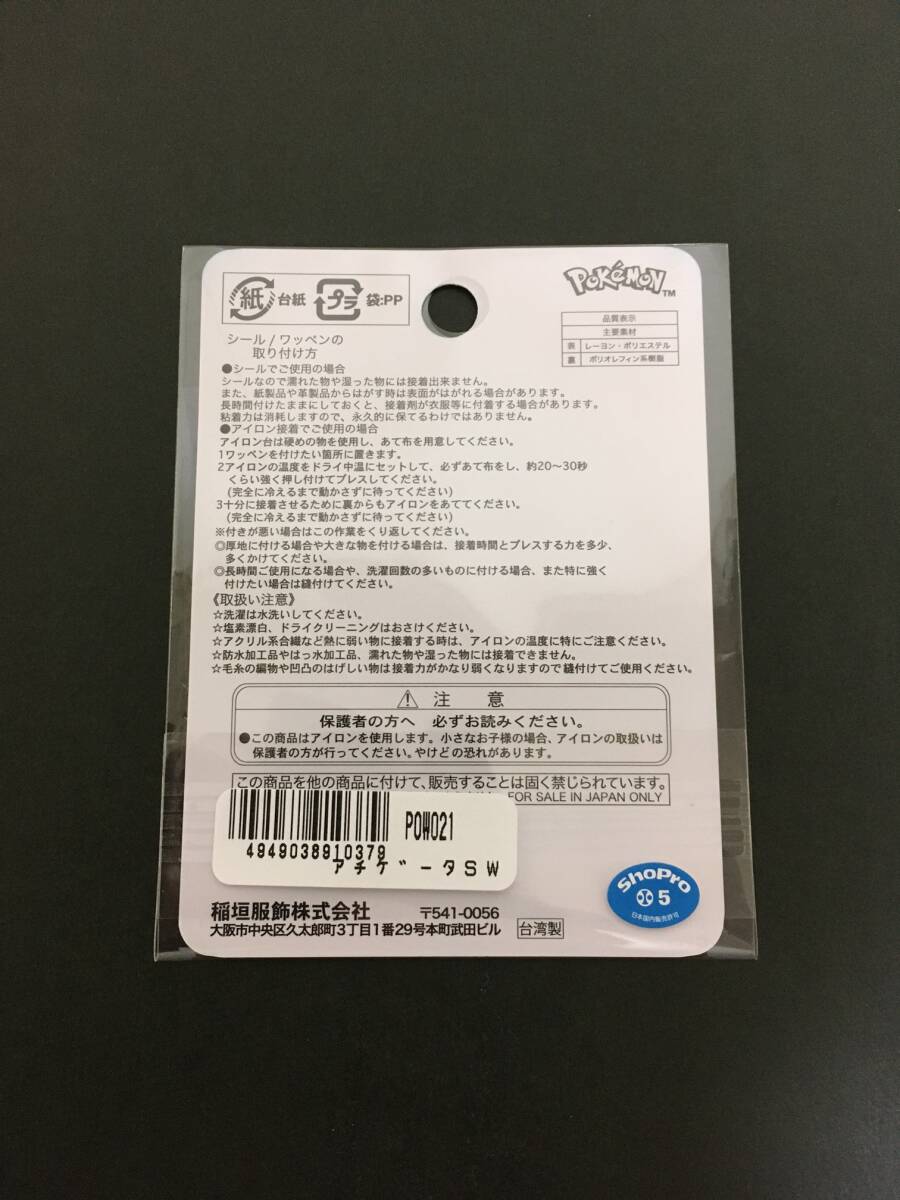 紙 台紙 プラ 袋:PP
POKéMON™
品質表示
主要素材
表 レーヨン・ポリエステル
裏 ポリオレフィン系樹脂
シール / ワッペンの
取り付け方
●シールでご使用の場合
シールなので濡れた物や湿った物には接着出来ません。
また、紙製品や革製品からはがす時は表面がはがれる場合があります。
長時間付けたままにしておくと、接着剤が衣服等に付着する場合があります。
粘着力は消耗しますので、永久的に保てるわけではありません。
●アイロン接着でご使用の場合
アイロン台は硬めの物を使用し、あて布を用意してください。
1ワッペンを付けたい箇所に置きます。
2アイロンの温度をドライ中温にセットして、必ずあて布をし、約20〜30秒
くらい強く押し付けてプレスしてください。
(完全に冷えるまで動かさずに待ってください)
3十分に接着させるために裏からもアイロンをあててください。
(完全に冷えるまで動かさずに待ってください)
※付きが悪い場合はこの作業をくり返してください。
◎厚地に付ける場合や大きな物を付ける場合は、接着時間とプレスする力を多少、
多くかけてください。
◎長時間ご使用になる場合や、洗濯回数の多いものに付ける場合、また特に強く
付けたい場合は縫付けてください。
《取扱い注意》
☆洗濯は水洗いしてください。
☆塩素漂白、ドライクリーニングはおさけください。
☆アクリル系合繊など熱に弱い物に接着する時は、アイロンの温度に特にご注意ください。
☆防水加工品やはっ水加工品、濡れた物や湿った物には接着できません。
☆毛糸の編物や凹凸のはげしい物は接着力がかなり弱くなりますので縫付けてご使用ください。
⚠注 意
保護者の方へ 必ずお読みください。
●この商品はアイロンを使用します。小さなお子様の場合、アイロンの取扱いは
保護者の方が行ってください。やけどの恐れがあります。
この商品を他の商品に付けて、販売することは固く禁じられています。
FOR SALE IN JAPAN ONLY
POW021
4949038910379
アチゲータSW
ShoPro
5
日本国内販売許可
稲垣服飾株式会社 〒541-0056
大阪市中央区久太郎町3丁目1番29号本町武田ビル 台湾製